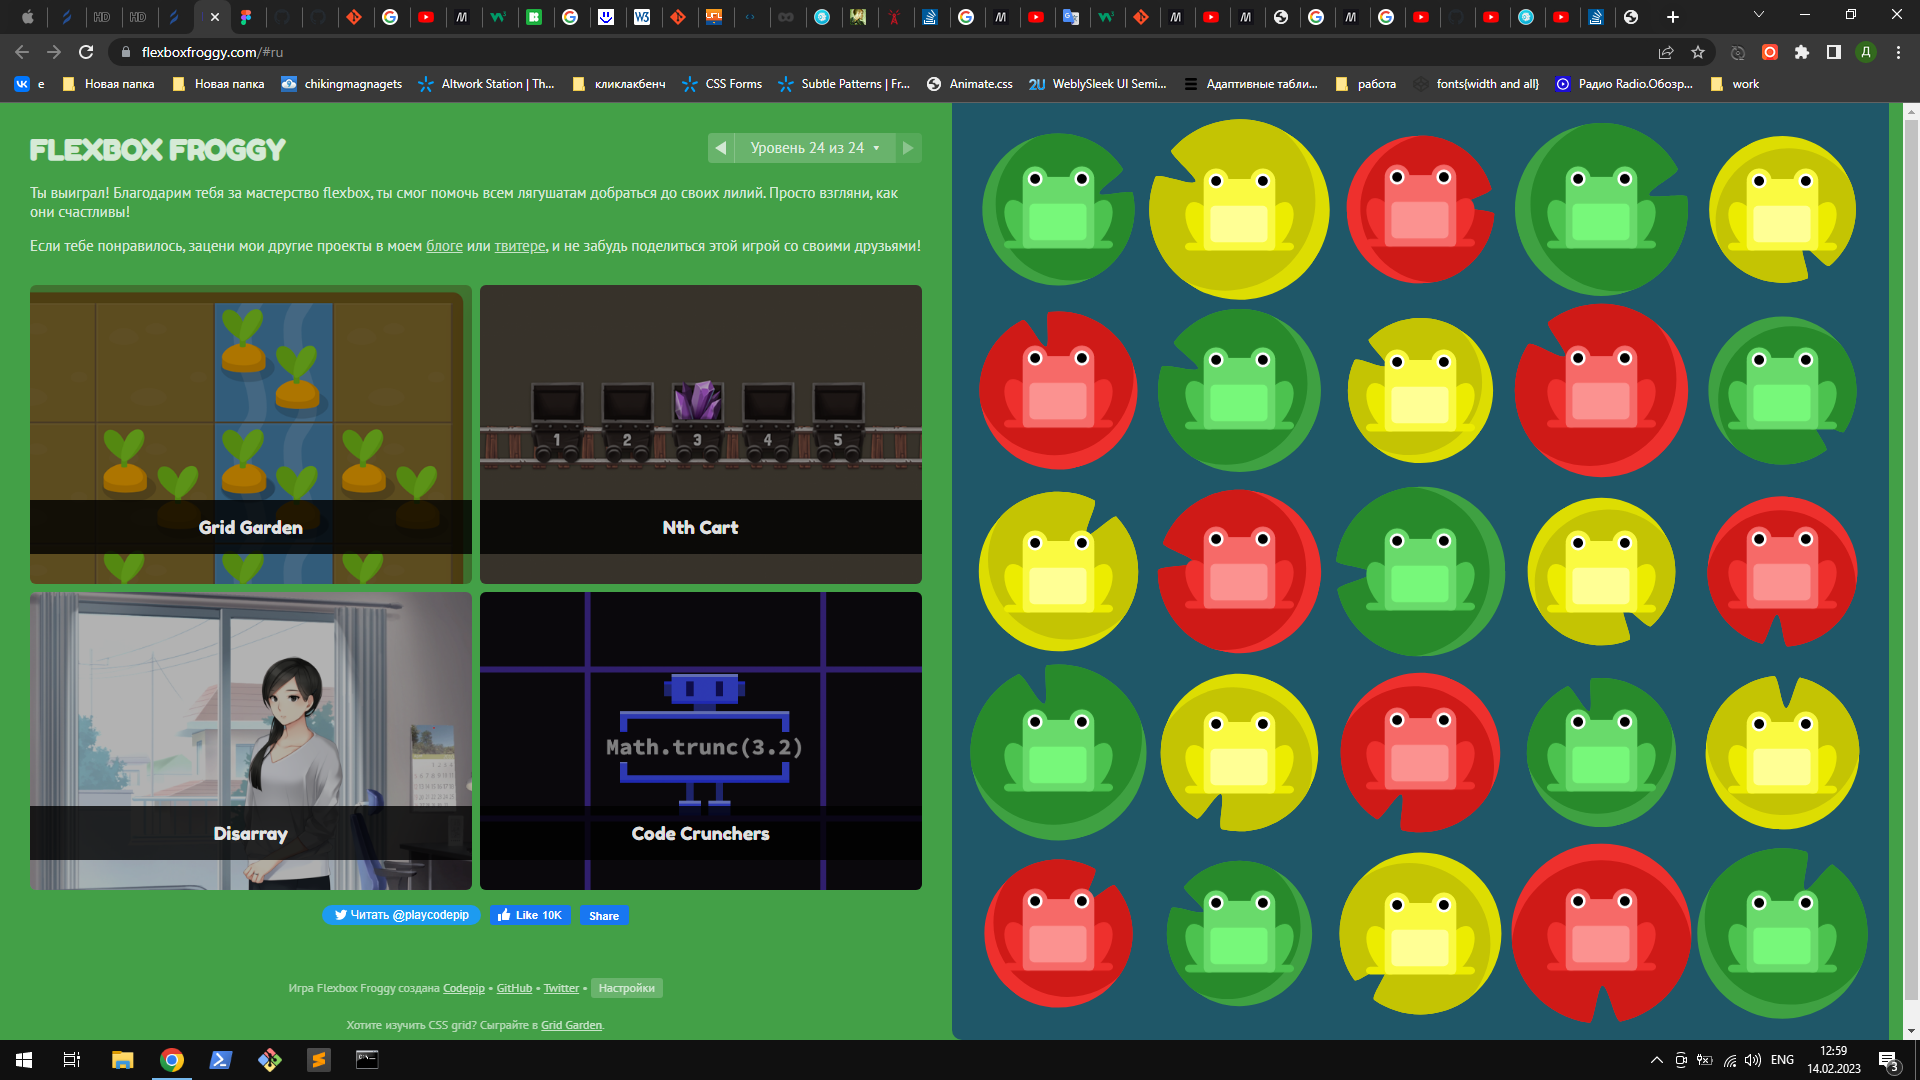 flexboxfroggy.com/#ru
е
Новая папка
Новая папка
chikingmagnagets
Altwork Station | Th...
кликлакбенч
CSS Forms
Subtle Patterns | Fr...
Animate.css
WeblySleek UI Semi...
Адаптивные табли...
работа
fonts{width and all}
Радио Radio.Обозр...
work
FLEXBOX FROGGY
Уровень 24 из 24
Ты выиграл! Благодарим тебя за мастерство flexbox, ты смог помочь всем лягушатам добраться до своих лилий. Просто взгляни, как
они счастливы!
Если тебе понравилось, зацени мои другие проекты в моем блоге или твитере, и не забудь поделиться этой игрой со своими друзьями!
1 2 3 4 5
Grid Garden
Nth Cart
Math.trunc(3.2)
Disarray
Code Crunchers
Читать @playcodepip
Like 10K
Share
Игра Flexbox Froggy создана Codepip • GitHub • Twitter • Настройки
Хотите изучить CSS grid? Сыграйте в Grid Garden.
ENG
12:59
14.02.2023
3